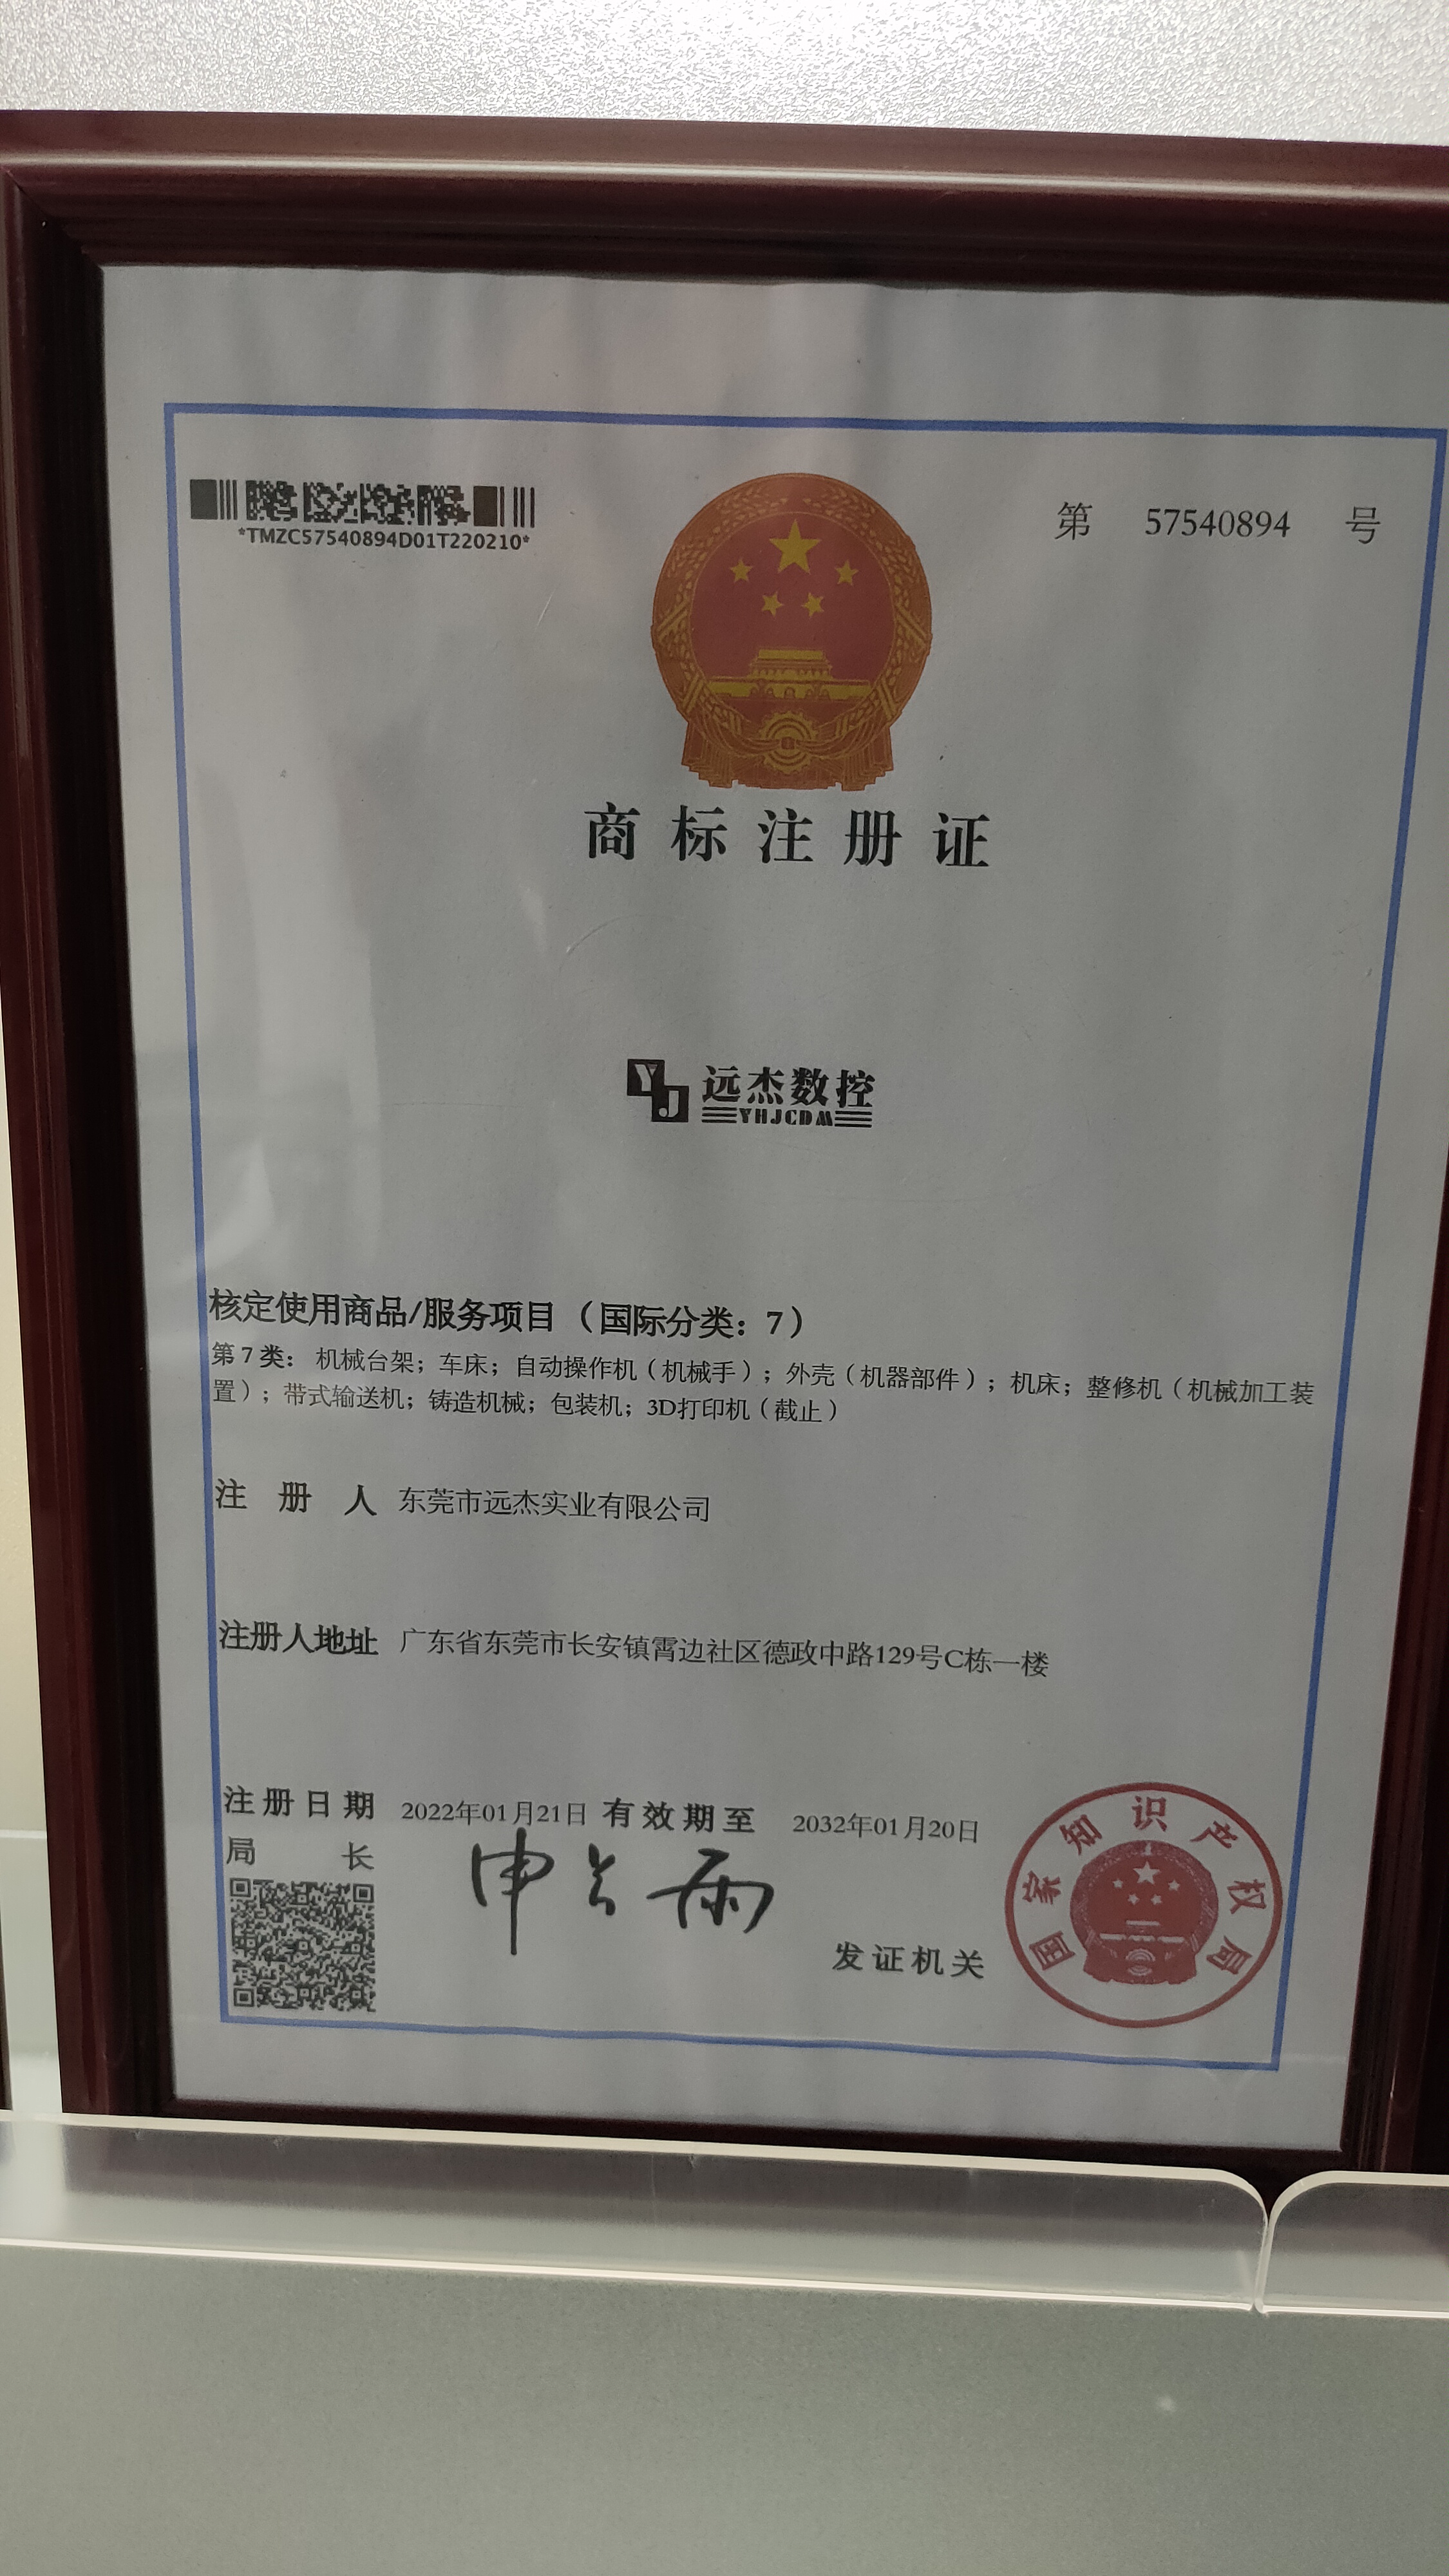 *TMZC57540894D01T220210*
第 57540894 号
商标注册证
YJ 远杰数控
YHJCDM
核定使用商品/服务项目（国际分类：7）
第7类：机械台架；车床；自动操作机（机械手）；外壳（机器部件）；机床；整修机（机械加工装
置）；带式输送机；铸造机械；包装机；3D打印机（截止）
注册人 东莞市远杰实业有限公司
注册人地址 广东省东莞市长安镇霄边社区德政中路129号C栋一楼
注册日期 2022年01月21日 有效期至 2032年01月20日
局长 申长雨
发证机关
国家知识产权局